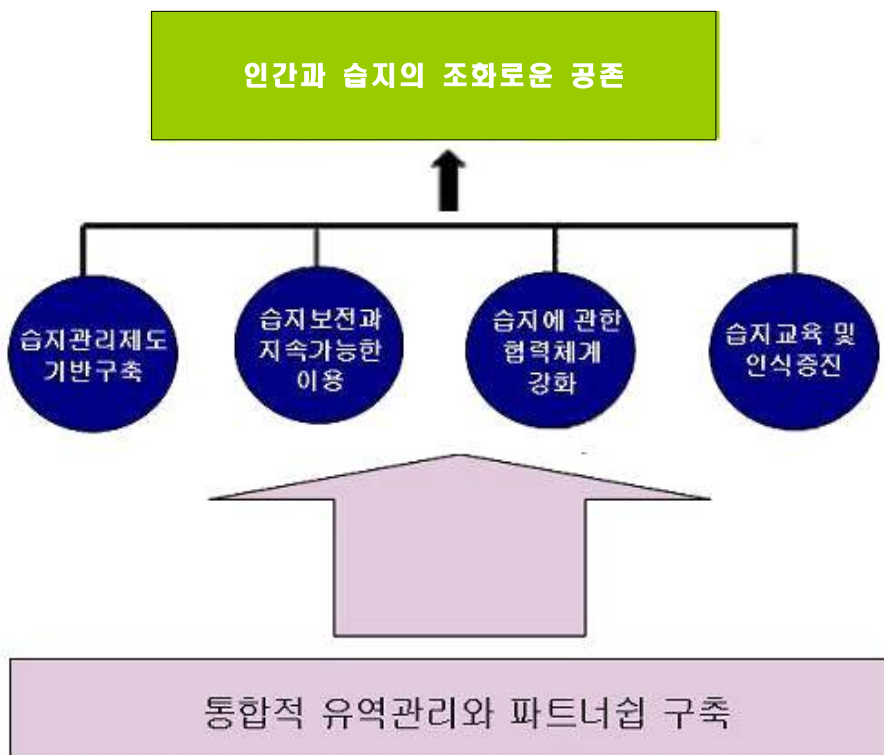 인간과 습지의 조화로운 공존
습지관리제도
기반구축
습지보전과
지속가능한
이용
습지에 관한
협력체계
강화
습지교육 및
인식증진
통합적 유역관리와 파트너쉽 구축